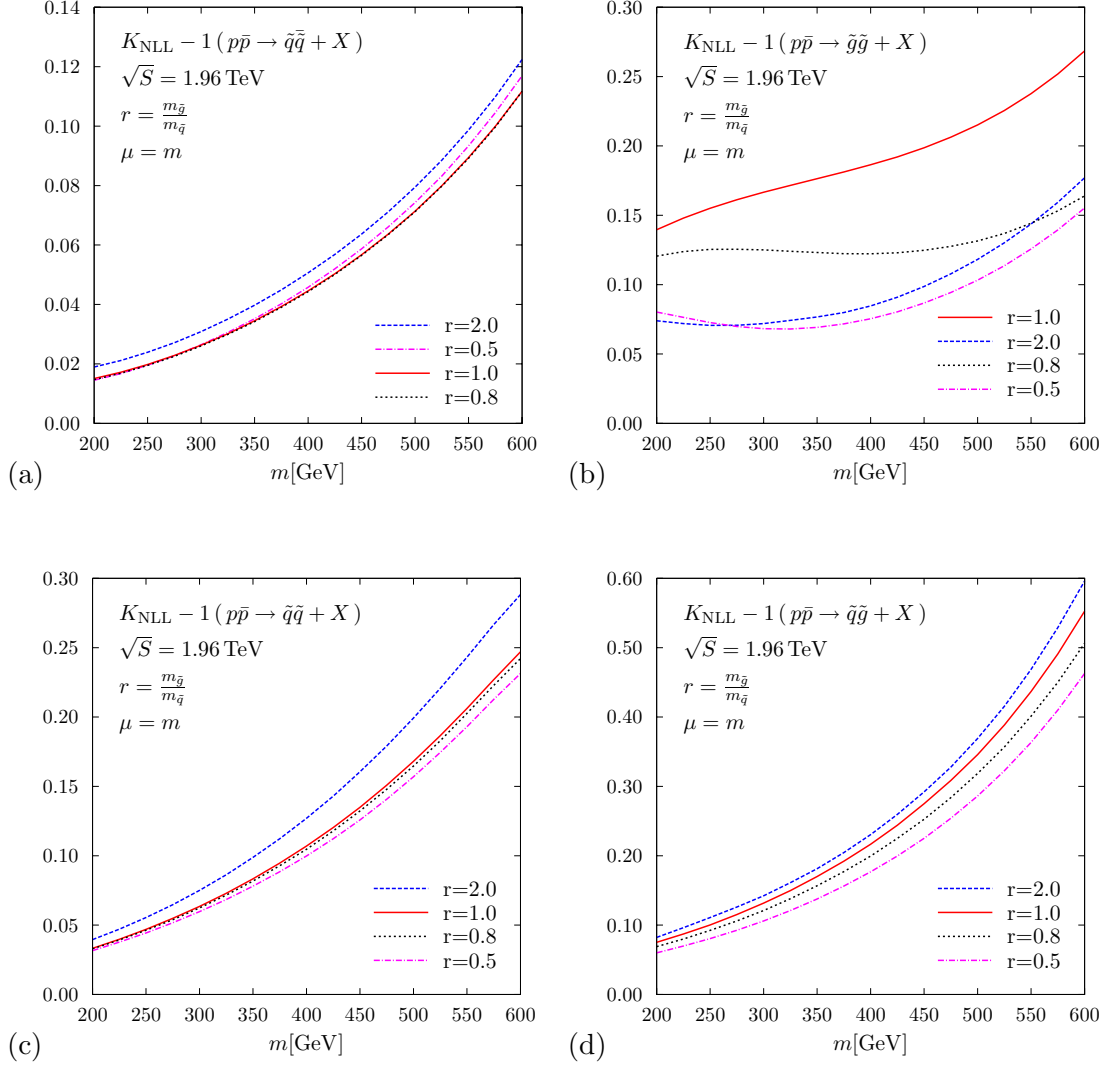 0.14
0.12
0.10
0.08
0.06
0.04
0.02
0.00
K_NLL − 1 ( pp̄ → q̃q̃̄ + X )
√S = 1.96 TeV
r = m_g̃ / m_q̃
μ = m
r=2.0
r=0.5
r=1.0
r=0.8
200 250 300 350 400 450 500 550 600
m[GeV]
(a)
0.30
0.25
0.20
0.15
0.10
0.05
0.00
K_NLL − 1 ( pp̄ → g̃g̃ + X )
√S = 1.96 TeV
r = m_g̃ / m_q̃
μ = m
r=1.0
r=2.0
r=0.8
r=0.5
200 250 300 350 400 450 500 550 600
m[GeV]
(b)
0.30
0.25
0.20
0.15
0.10
0.05
0.00
K_NLL − 1 ( pp̄ → q̃q̃ + X )
√S = 1.96 TeV
r = m_g̃ / m_q̃
μ = m
r=2.0
r=1.0
r=0.8
r=0.5
200 250 300 350 400 450 500 550 600
m[GeV]
(c)
0.60
0.50
0.40
0.30
0.20
0.10
0.00
K_NLL − 1 ( pp̄ → q̃g̃ + X )
√S = 1.96 TeV
r = m_g̃ / m_q̃
μ = m
r=2.0
r=1.0
r=0.8
r=0.5
200 250 300 350 400 450 500 550 600
m[GeV]
(d)